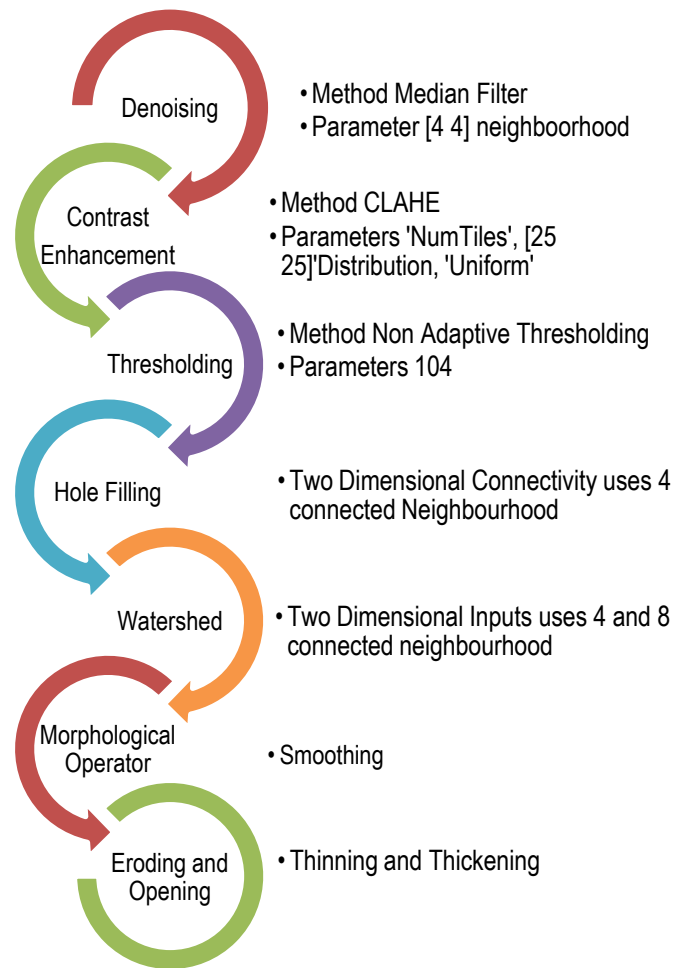 Denoising
• Method Median Filter
• Parameter [4 4] neighboorhood
Contrast
Enhancement
• Method CLAHE
• Parameters 'NumTiles', [25
25]'Distribution, 'Uniform'
Thresholding
• Method Non Adaptive Thresholding
• Parameters 104
Hole Filling
• Two Dimensional Connectivity uses 4
connected Neighbourhood
Watershed
• Two Dimensional Inputs uses 4 and 8
connected neighbourhood
Morphological
Operator
• Smoothing
Eroding and
Opening
• Thinning and Thickening